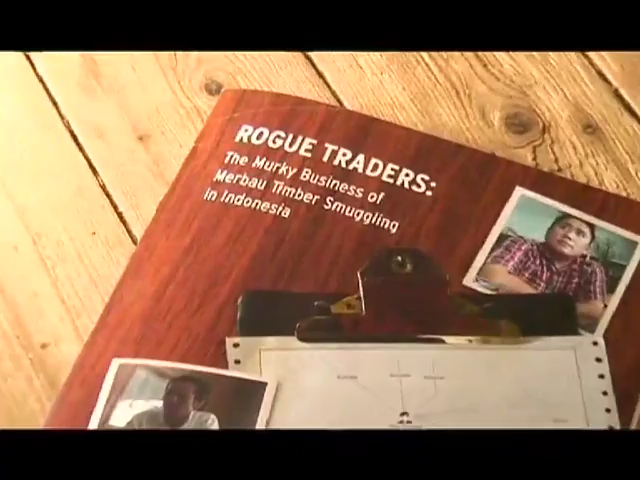 ROGUE TRADERS:
The Murky Business of
Merbau Timber Smuggling
in Indonesia